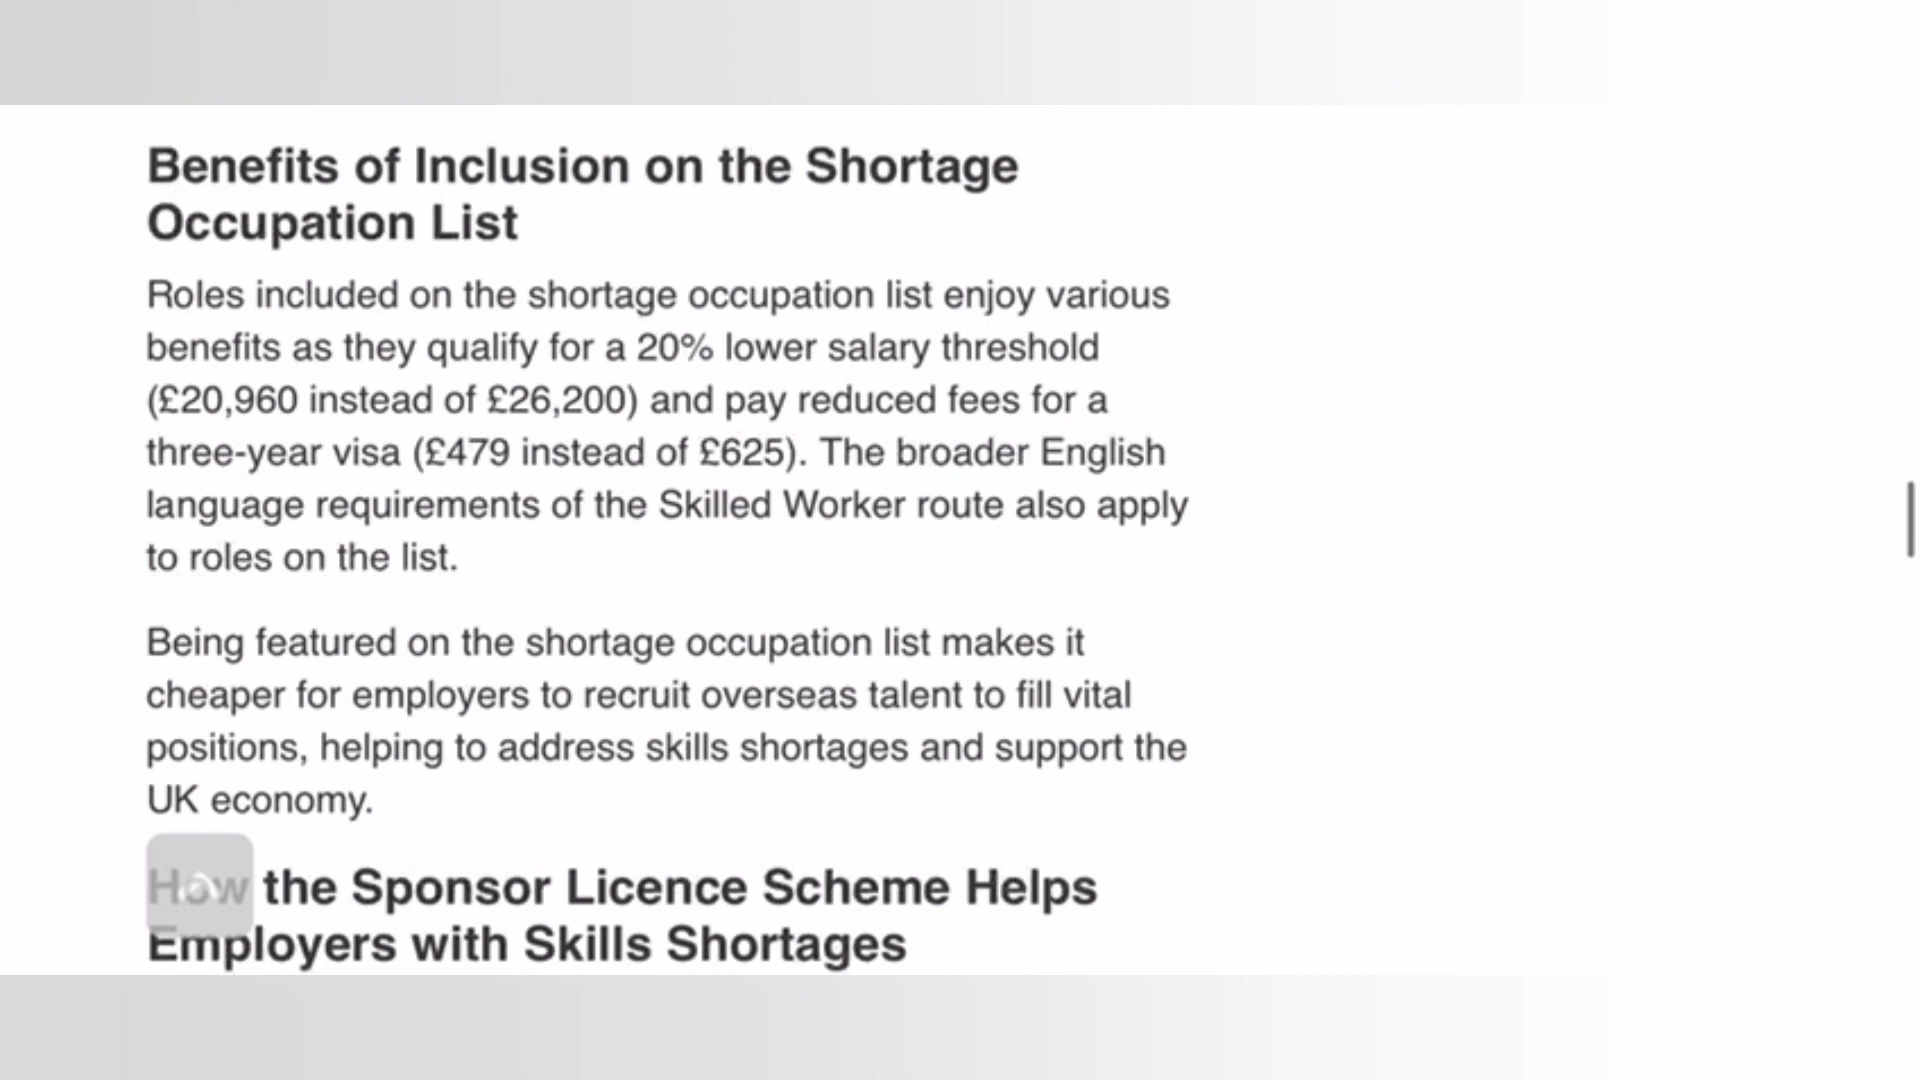 Benefits of Inclusion on the Shortage
Occupation List
Roles included on the shortage occupation list enjoy various
benefits as they qualify for a 20% lower salary threshold
(£20,960 instead of £26,200) and pay reduced fees for a
three-year visa (£479 instead of £625). The broader English
language requirements of the Skilled Worker route also apply
to roles on the list.
Being featured on the shortage occupation list makes it
cheaper for employers to recruit overseas talent to fill vital
positions, helping to address skills shortages and support the
UK economy.
How the Sponsor Licence Scheme Helps
Employers with Skills Shortages